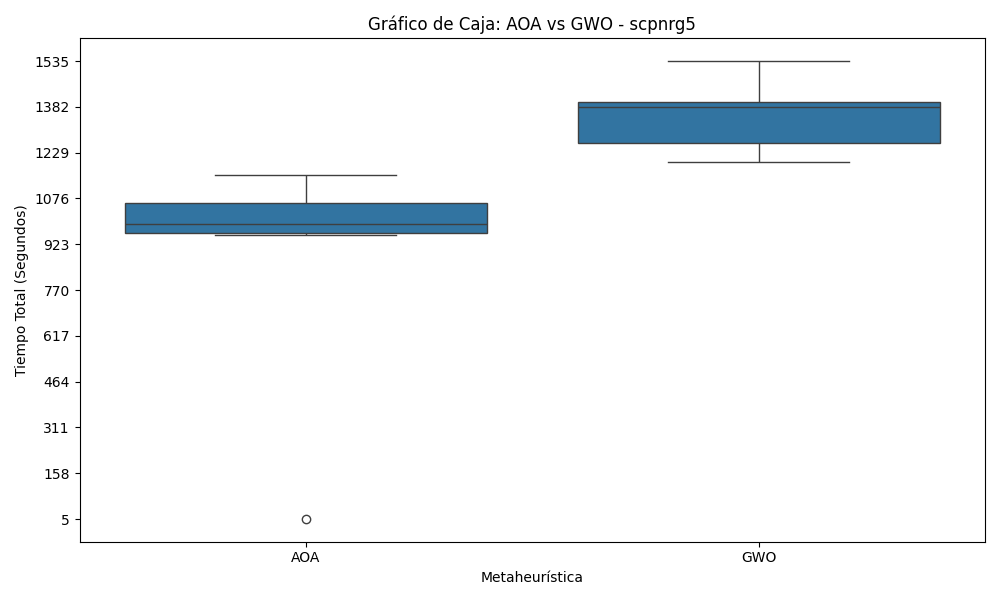 Gráfico de Caja: AOA vs GWO - scpnrg5
Tiempo Total (Segundos)
1535
1382
1229
1076
923
770
617
464
311
158
5
AOA
GWO
Metaheurística